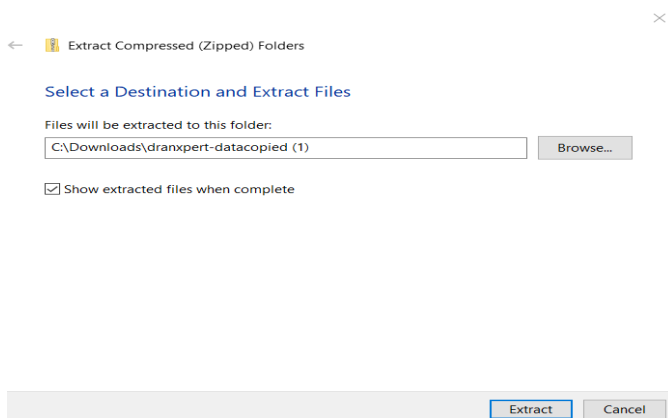 Extract Compressed (Zipped) Folders
Select a Destination and Extract Files
Files will be extracted to this folder:
C:\Downloads\dranxpert-datacopied (1)
Browse...
Show extracted files when complete
Extract
Cancel